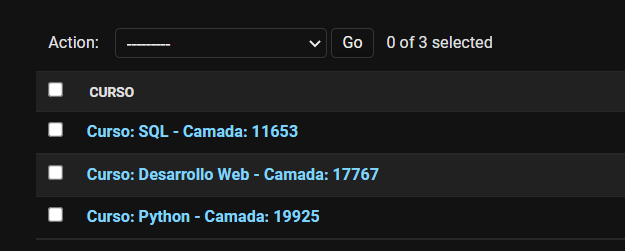 Action: --------- Go 0 of 3 selected
CURSO
Curso: SQL - Camada: 11653
Curso: Desarrollo Web - Camada: 17767
Curso: Python - Camada: 19925